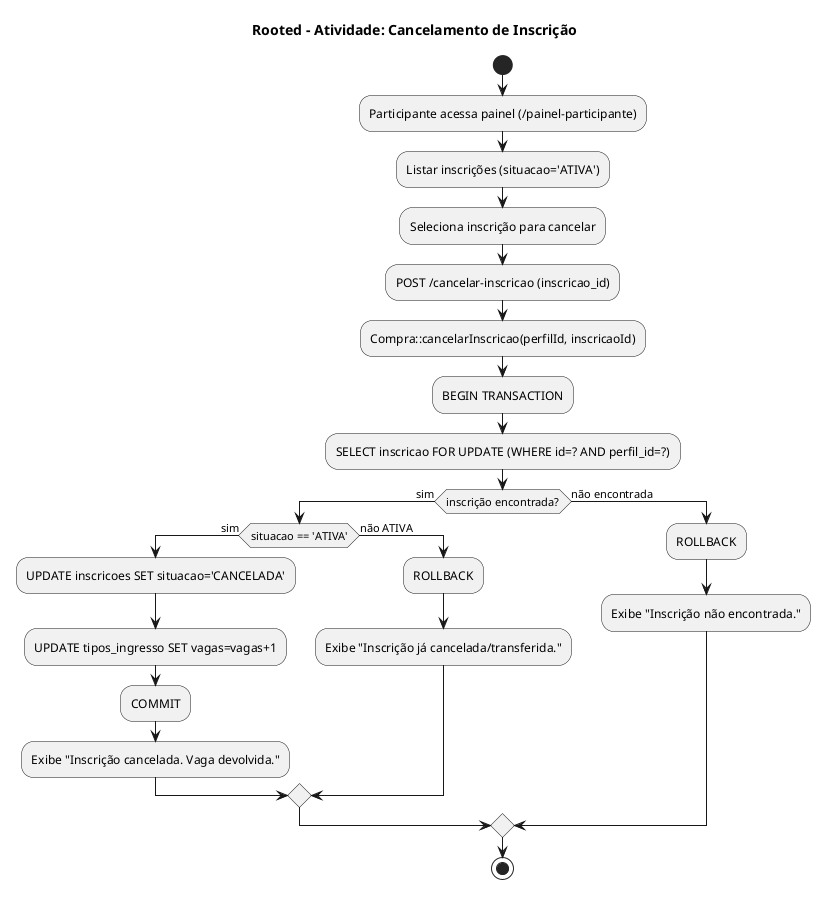 Rooted - Atividade: Cancelamento de Inscrição
Participante acessa painel (/painel-participante)
Listar inscrições (situacao='ATIVA')
Seleciona inscrição para cancelar
POST /cancelar-inscricao (inscricao_id)
Compra::cancelarInscricao(perfilId, inscricaoId)
BEGIN TRANSACTION
SELECT inscricao FOR UPDATE (WHERE id=? AND perfil_id=?)
sim
inscrição encontrada?
não encontrada
sim
situacao == 'ATIVA'
não ATIVA
UPDATE inscricoes SET situacao='CANCELADA'
UPDATE tipos_ingresso SET vagas=vagas+1
COMMIT
Exibe "Inscrição cancelada. Vaga devolvida."
ROLLBACK
Exibe "Inscrição já cancelada/transferida."
ROLLBACK
Exibe "Inscrição não encontrada."